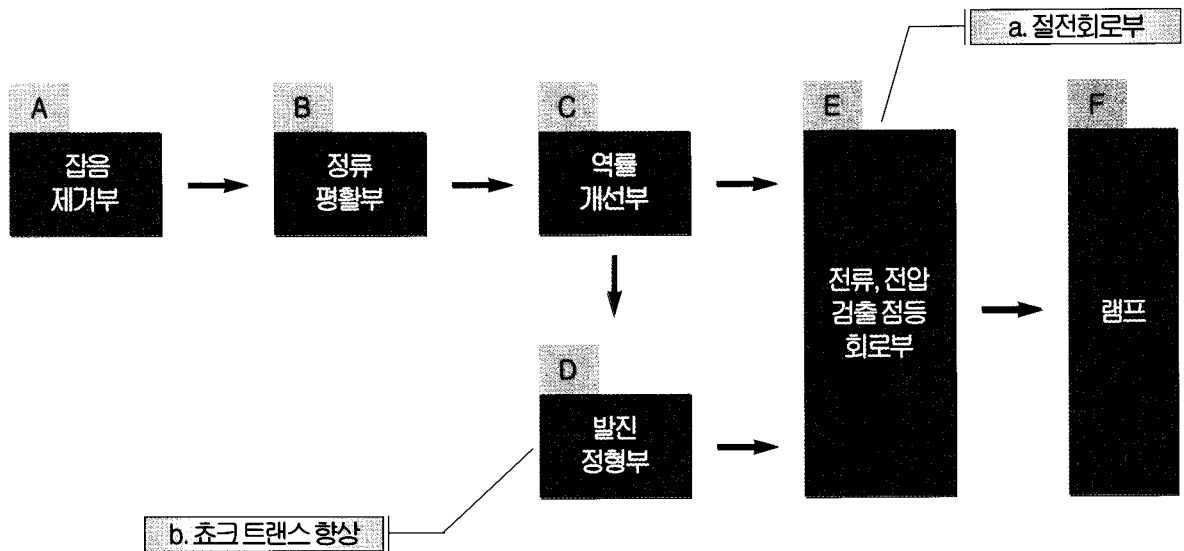 a. 절전회로부
A
잡음
제거부
B
정류
평활부
C
역률
개선부
E
전류, 전압
검출 점등
회로부
F
램프
D
발진
정형부
b. 쵸크 트랜스 향상